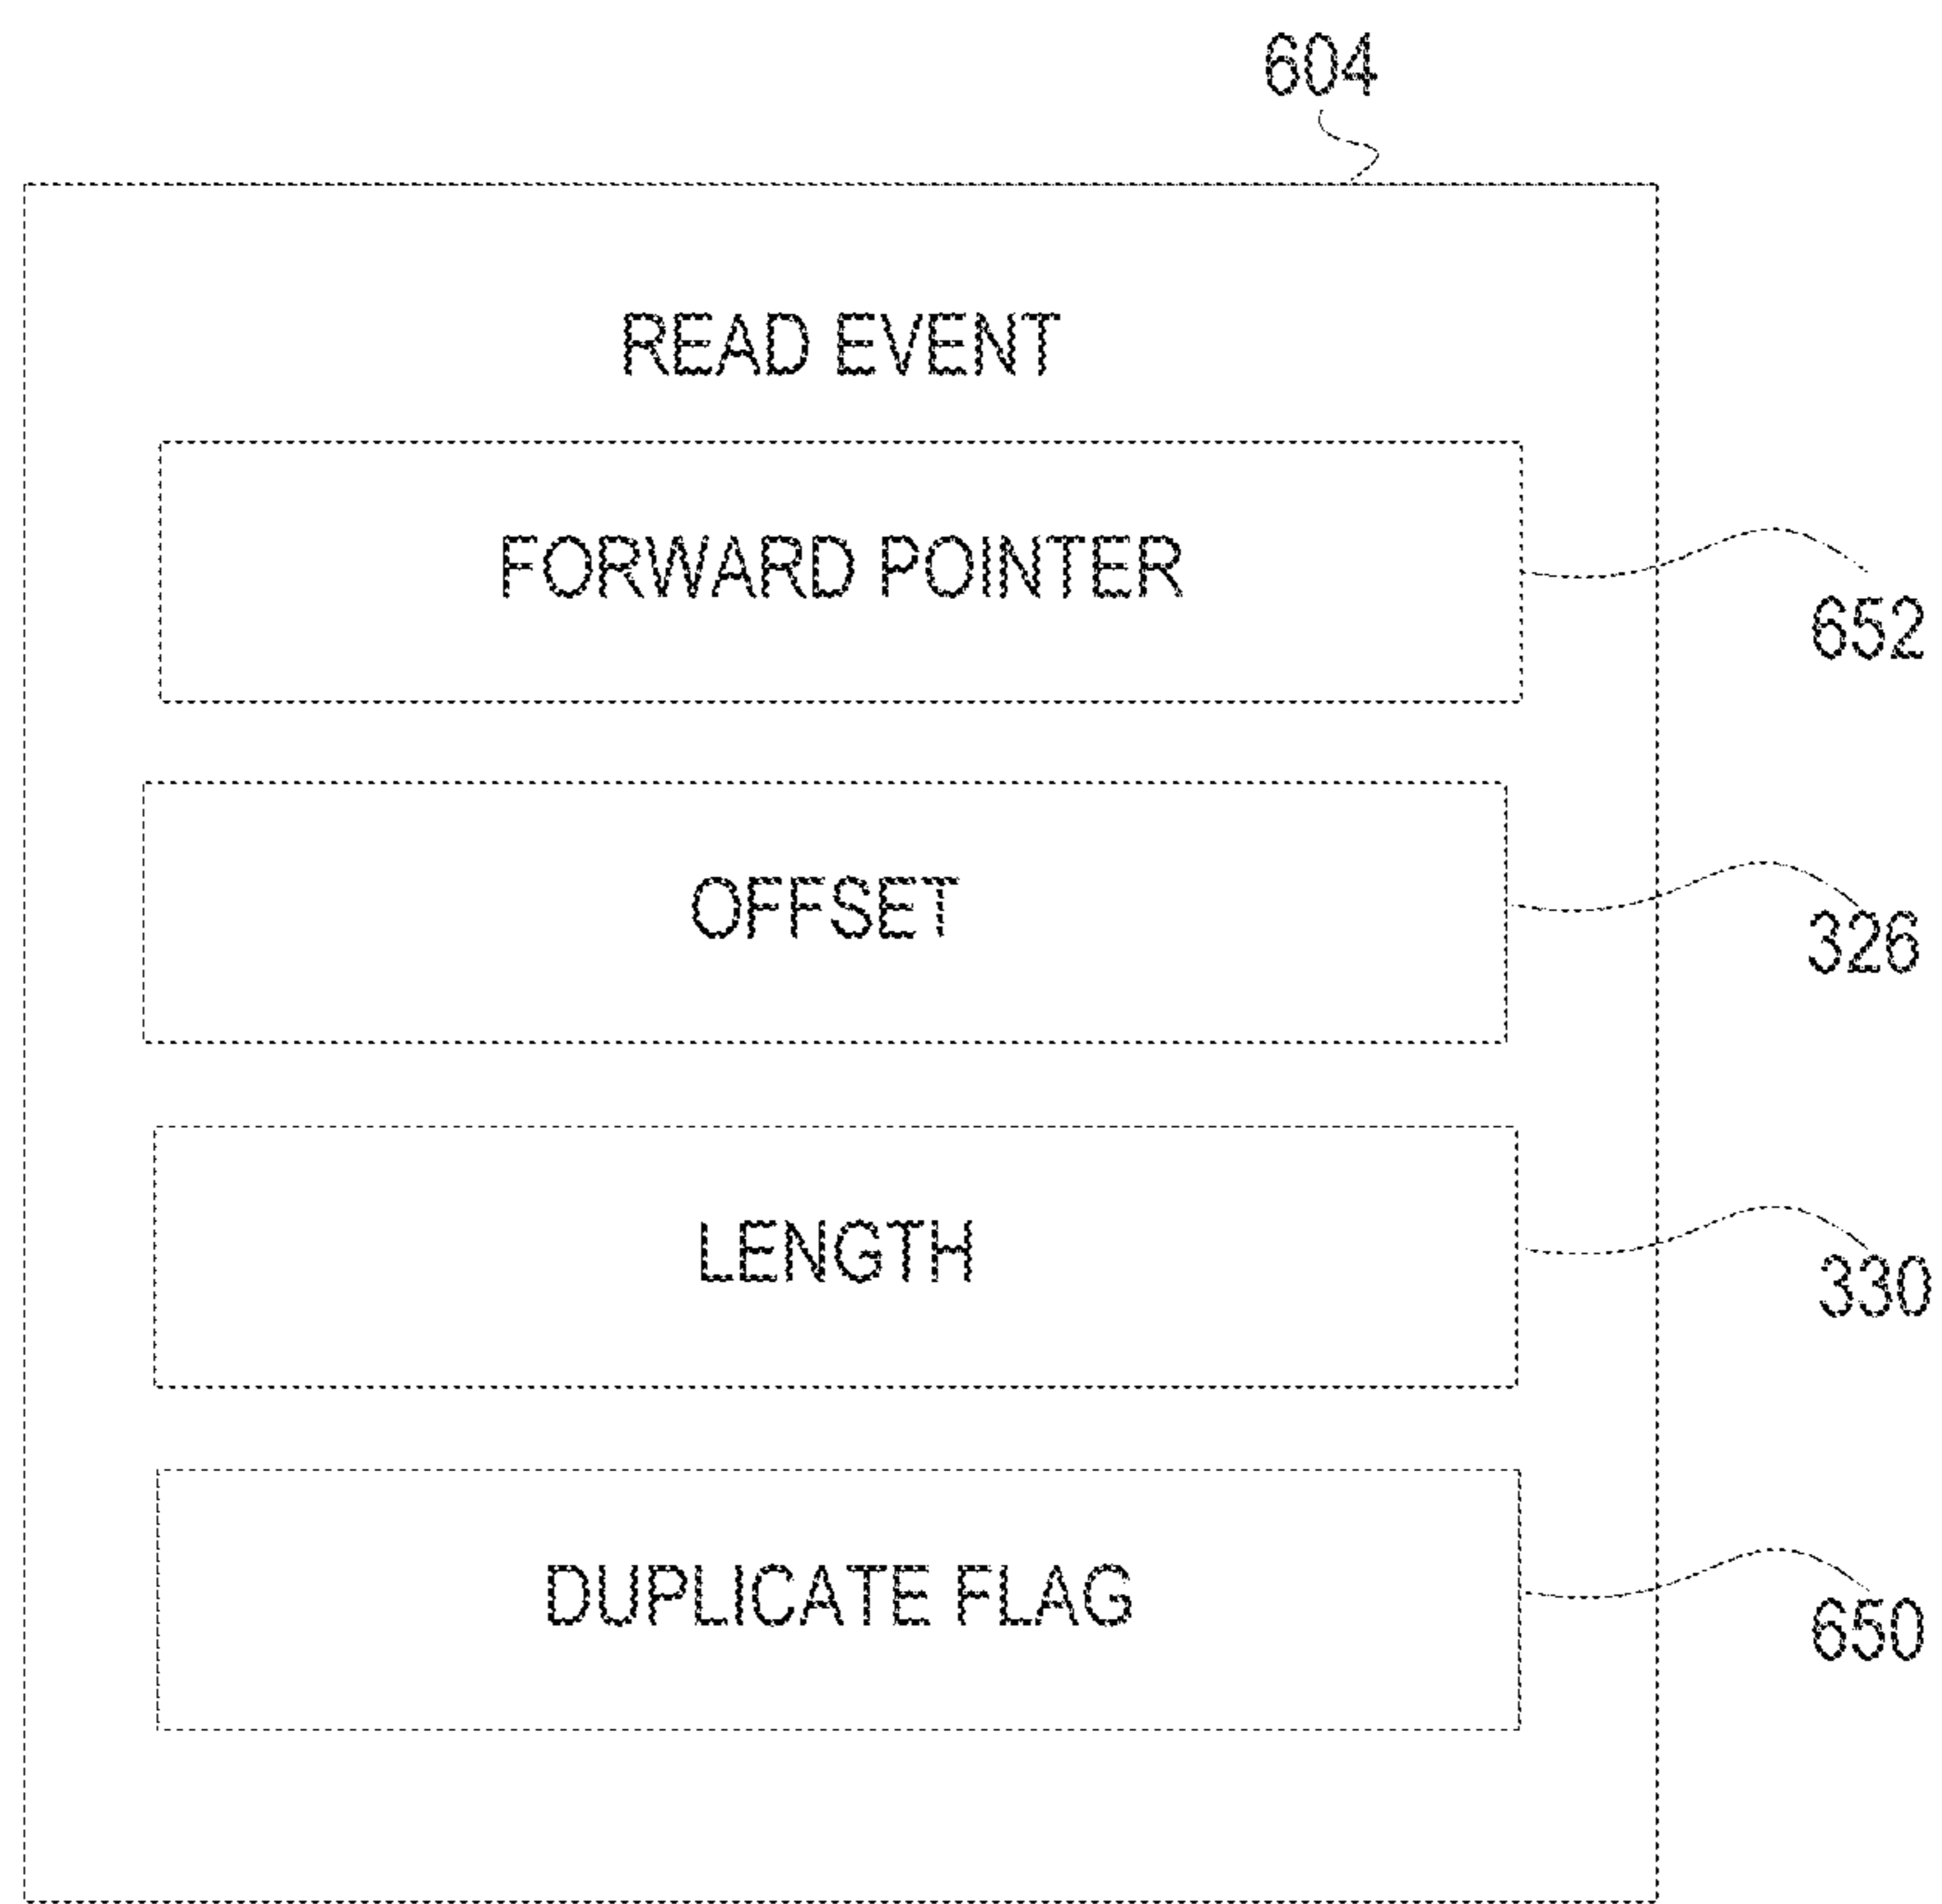 604
READ EVENT
FORWARD POINTER
652
OFFSET
326
LENGTH
330
DUPLICATE FLAG
650